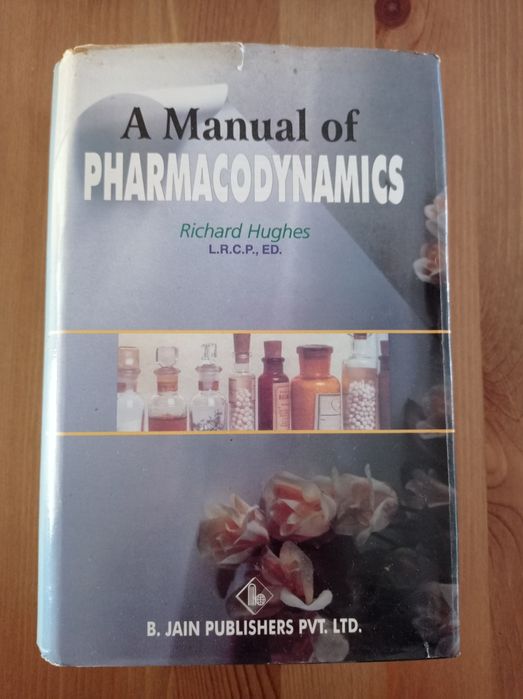 A Manual of
PHARMACODYNAMICS
Richard Hughes
L.R.C.P., ED.
B. JAIN PUBLISHERS PVT. LTD.